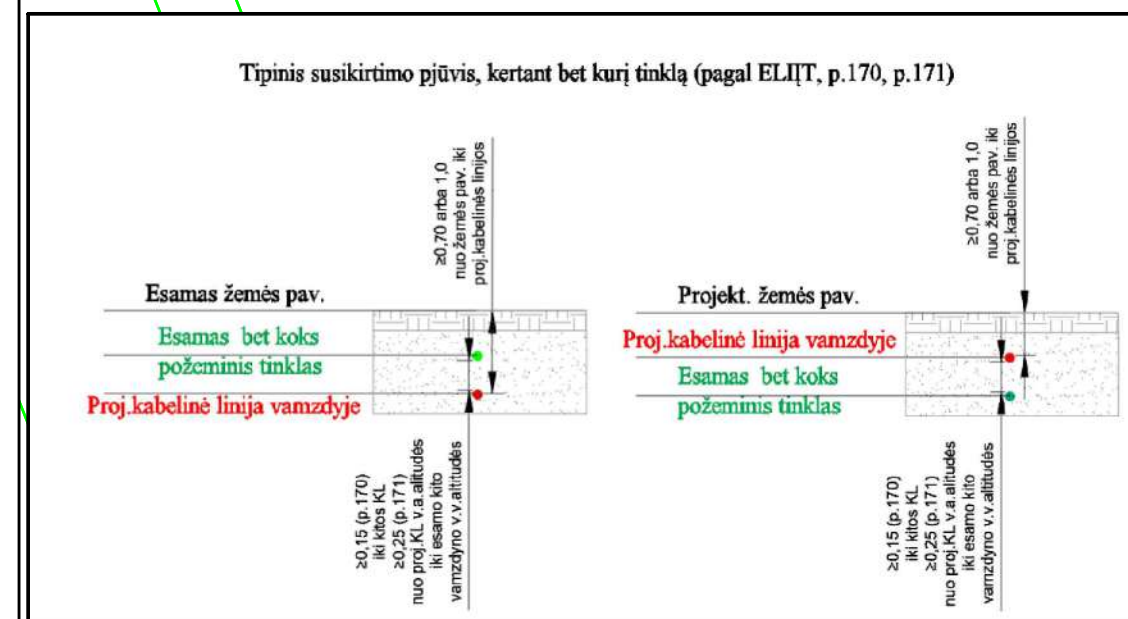 Tipinis susikirtimo pjūvis, kertant bet kurį tinklą (pagal ELIĮT, p.170, p.171)
≥0,70 arba 1,0
nuo žemės pav. iki
proj.kabelinės linijos
Esamas žemės pav.
Esamas bet koks
požeminis tinklas
Proj.kabelinė linija vamzdyje
≥0,15 (p.170)
iki kitos KL
≥0,25 (p.171)
nuo proj.KL v.a.alitudės
iki esamo kito
vamzdyno v.v.altitudės
≥0,70 arba 1,0
nuo žemės pav. iki
proj.kabelinės linijos
Projekt. žemės pav.
Proj.kabelinė linija vamzdyje
Esamas bet koks
požeminis tinklas
≥0,15 (p.170)
iki kitos KL
≥0,25 (p.171)
nuo proj.KL v.a.alitudės
iki esamo kito
vamzdyno v.v.altitudės